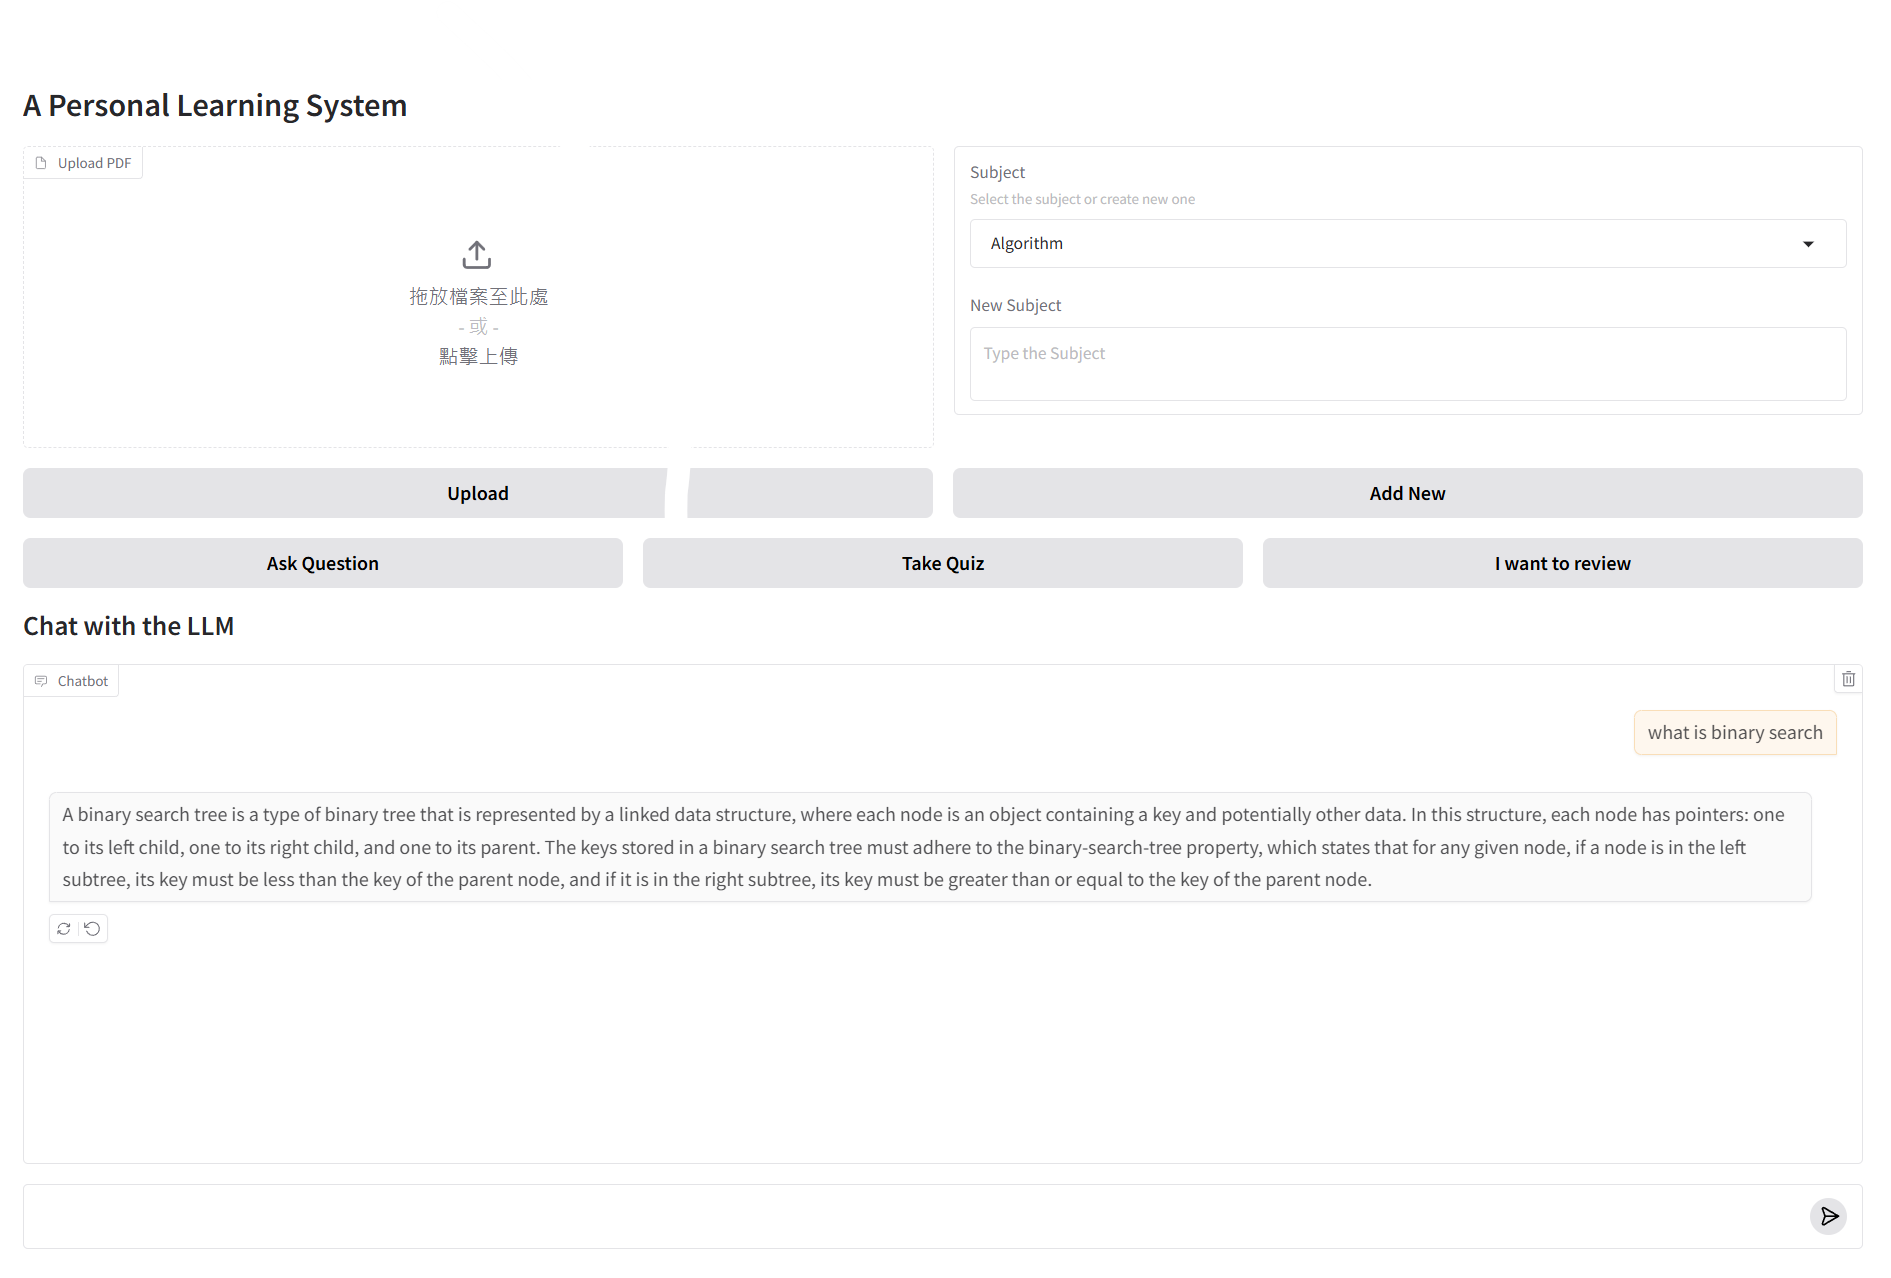 A Personal Learning System
Upload PDF
拖放檔案至此處
- 或 -
點擊上傳
Subject
Select the subject or create new one
Algorithm
New Subject
Type the Subject
Upload
Add New
Ask Question
Take Quiz
I want to review
Chat with the LLM
Chatbot
what is binary search
A binary search tree is a type of binary tree that is represented by a linked data structure, where each node is an object containing a key and potentially other data. In this structure, each node has pointers: one
to its left child, one to its right child, and one to its parent. The keys stored in a binary search tree must adhere to the binary-search-tree property, which states that for any given node, if a node is in the left
subtree, its key must be less than the key of the parent node, and if it is in the right subtree, its key must be greater than or equal to the key of the parent node.